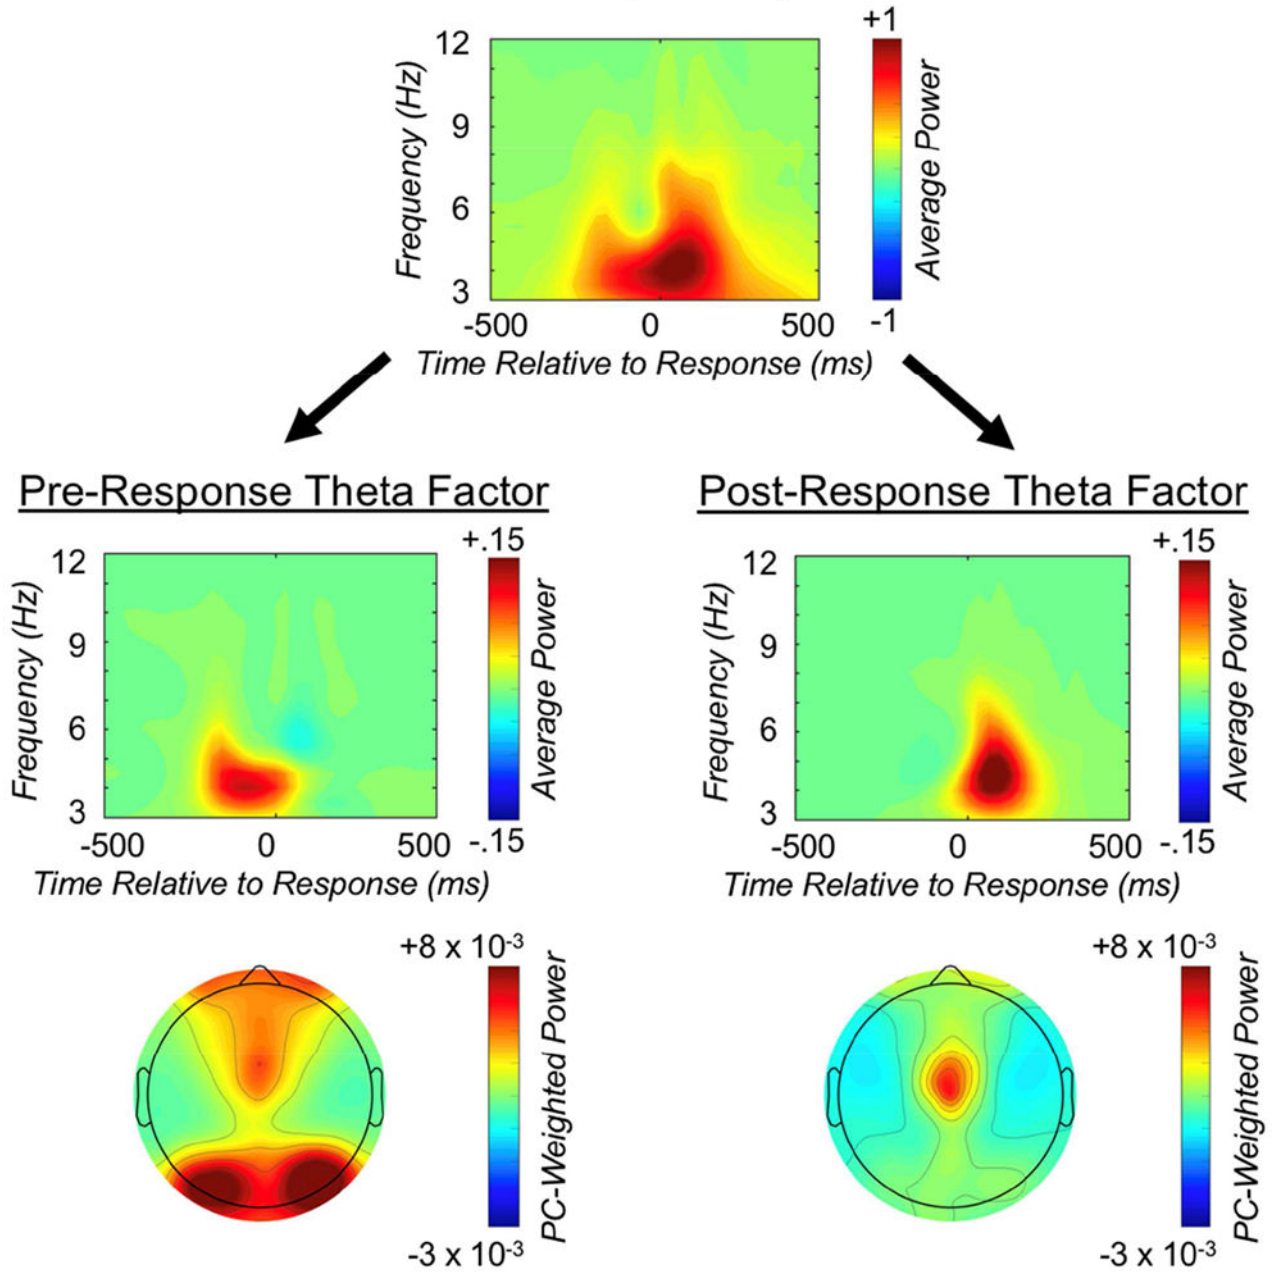 +1
12
9
6
3
Frequency (Hz)
Average Power
-1
-500 0 500
Time Relative to Response (ms)
Pre-Response Theta Factor
+.15
12
9
6
3
Frequency (Hz)
Average Power
-.15
-500 0 500
Time Relative to Response (ms)
+8 x 10⁻³
PC-Weighted Power
-3 x 10⁻³
Post-Response Theta Factor
+.15
12
9
6
3
Frequency (Hz)
Average Power
-.15
-500 0 500
Time Relative to Response (ms)
+8 x 10⁻³
PC-Weighted Power
-3 x 10⁻³